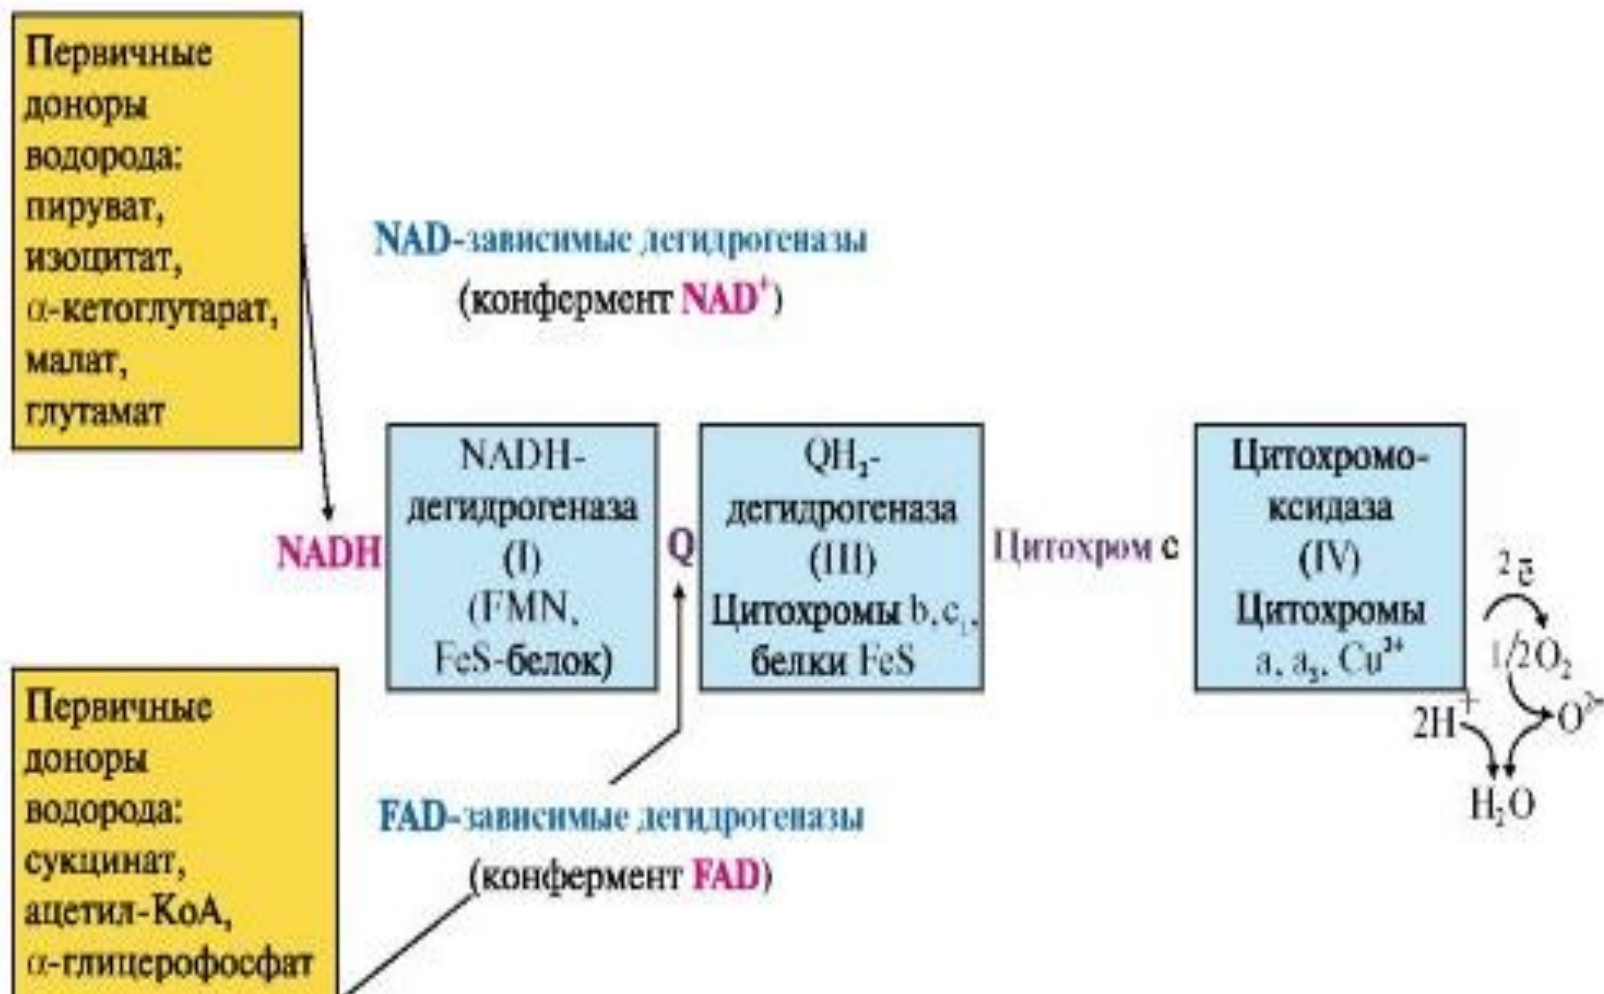 Первичные
доноры
водорода:
пируват,
изоцитат,
α-кетоглутарат,
малат,
глутамат
NAD-зависимые дегидрогеназы
(конфермент NAD⁺)
NADH
NADH-
дегидрогеназа
(I)
(FMN,
FeS-белок)
Q
QH₂-
дегидрогеназа
(III)
Цитохромы b, c₁,
белки FeS
Цитохром c
Цитохромо-
ксидаза
(IV)
Цитохромы
a, a₃, Cu²⁺
2ē
1/2O₂
2H⁺
O²⁻
H₂O
Первичные
доноры
водорода:
сукцинат,
ацетил-КоА,
α-глицерофосфат
FAD-зависимые дегидрогеназы
(конфермент FAD)